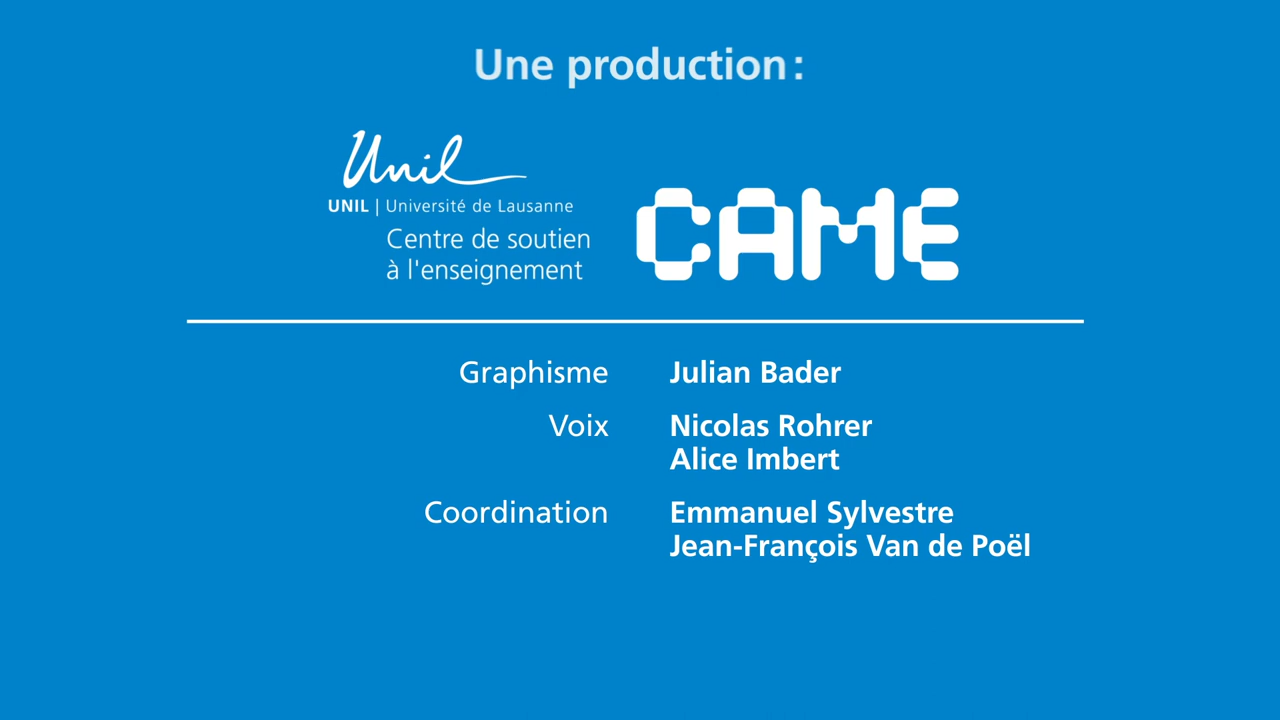 Une production :
Unil
UNIL | Université de Lausanne
Centre de soutien
à l'enseignement
CAME
Graphisme Julian Bader
Voix Nicolas Rohrer
Alice Imbert
Coordination Emmanuel Sylvestre
Jean-François Van de Poël